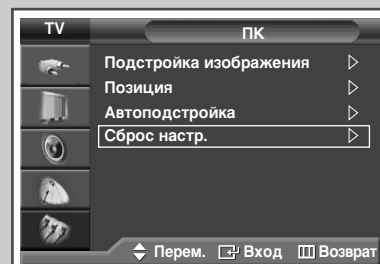 TV
ПК
Подстройка изображения
Позиция
Автоподстройка
Сброс настр.
Перем. Вход Возврат